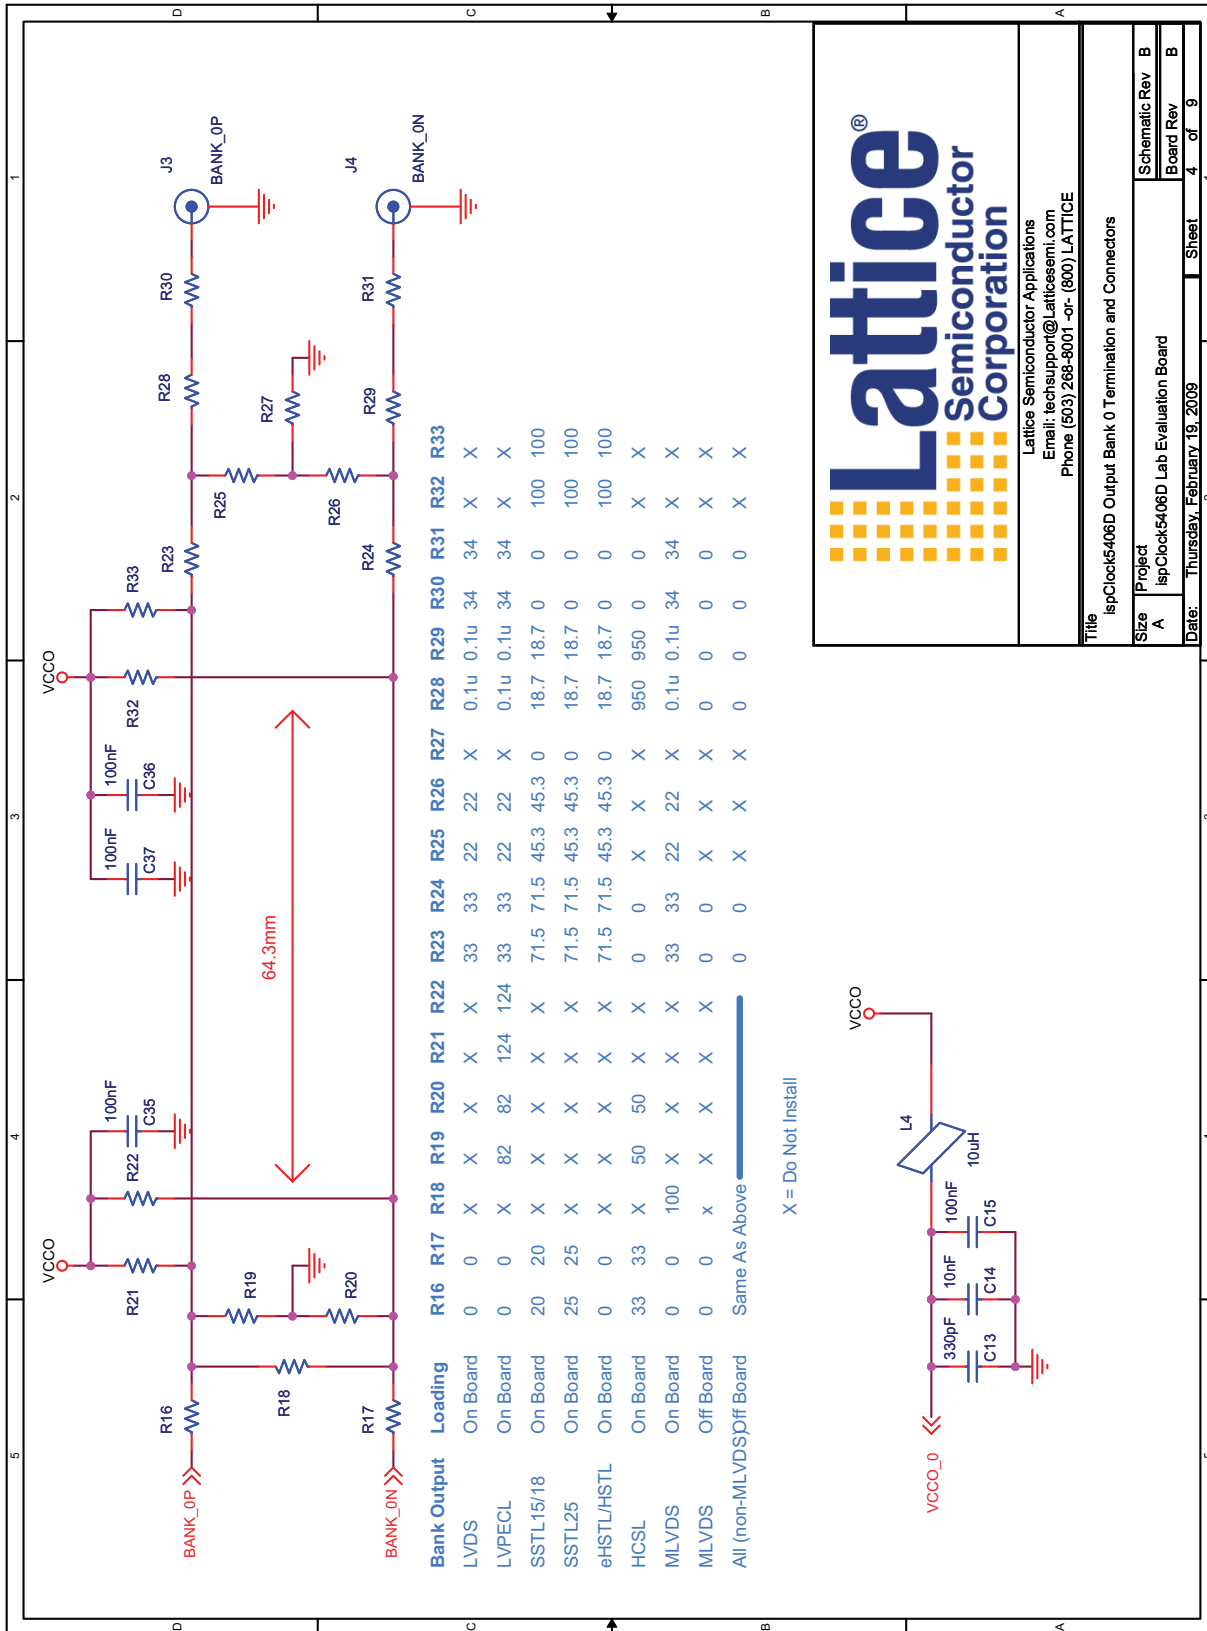 5
4
3
2
1
D
C
B
A
VCCO
VCCO
R21
R22
100nF
C35
100nF
C37
100nF
C36
R32
R33
BANK_0P
R16
R18
R19
R20
R17
BANK_0N
64.3mm
R23
R24
R25
R26
R27
R28
R29
R30
R31
J3
BANK_0P
J4
BANK_0N
Bank Output Loading R16 R17 R18 R19 R20 R21 R22 R23 R24 R25 R26 R27 R28 R29 R30 R31 R32 R33
LVDS On Board 0 0 X X X X X 33 33 22 22 X 0.1u 0.1u 34 34 X X
LVPECL On Board 0 0 X 82 82 124 124 33 33 22 22 X 0.1u 0.1u 34 34 X X
SSTL15/18 On Board 20 20 X X X X X 71.5 71.5 45.3 45.3 0 18.7 18.7 0 0 100 100
SSTL25 On Board 25 25 X X X X X 71.5 71.5 45.3 45.3 0 18.7 18.7 0 0 100 100
eHSTL/HSTL On Board 0 0 X X X X X 71.5 71.5 45.3 45.3 0 18.7 18.7 0 0 100 100
HCSL On Board 33 33 X 50 50 X X 0 0 X X X 950 950 0 0 X X
MLVDS On Board 0 0 100 X X X X 33 33 22 22 X 0.1u 0.1u 34 34 X X
MLVDS Off Board 0 0 x X X X X 0 0 X X X 0 0 0 0 X X
All (non-MLVDS) Off Board Same As Above 0 0 X X X 0 0 0 0 X X
X = Do Not Install
VCCO_0
330pF
C13
10nF
C14
100nF
C15
L4
10uH
VCCO
Lattice®
Semiconductor
Corporation
Lattice Semiconductor Applications
Email: techsupport@Latticesemi.com
Phone (503) 268-8001 -or- (800) LATTICE
Title
ispClock5406D Output Bank 0 Termination and Connectors
Size
A
Project
ispClock5406D Lab Evaluation Board
Schematic Rev B
Board Rev B
Date: Thursday, February 19, 2009
Sheet 4 of 9
D
C
B
A